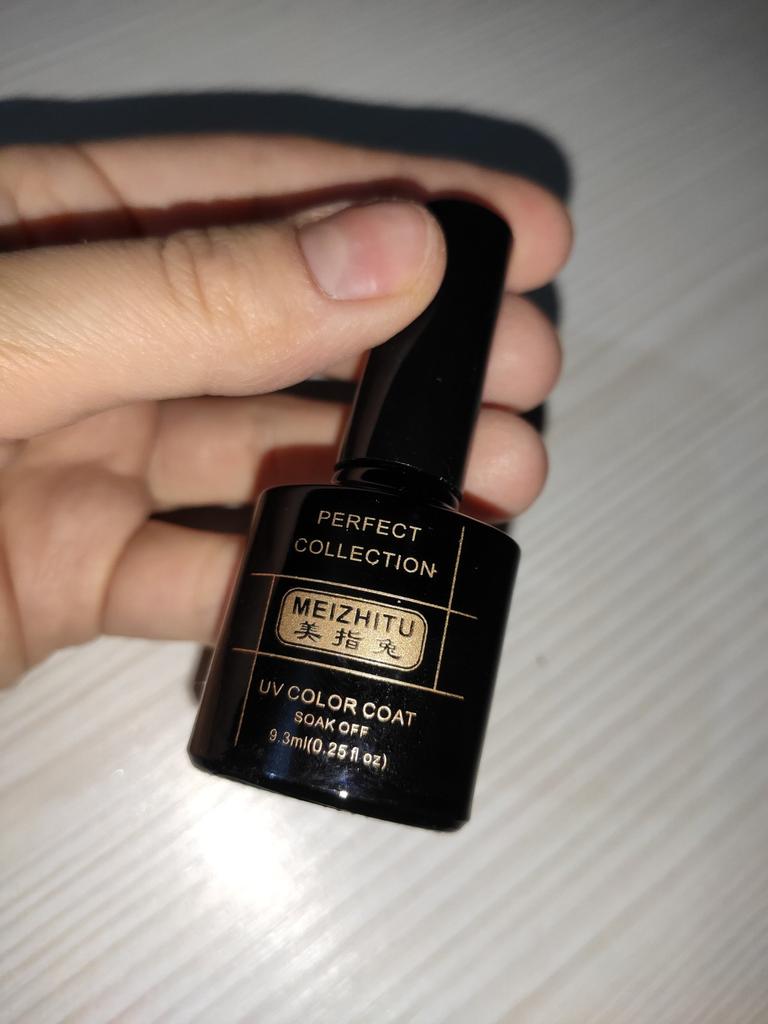 PERFECT
COLLECTION
MEIZHITU
美指兔
UV COLOR COAT
SOAK OFF
9.3ml(0.25 fl oz)